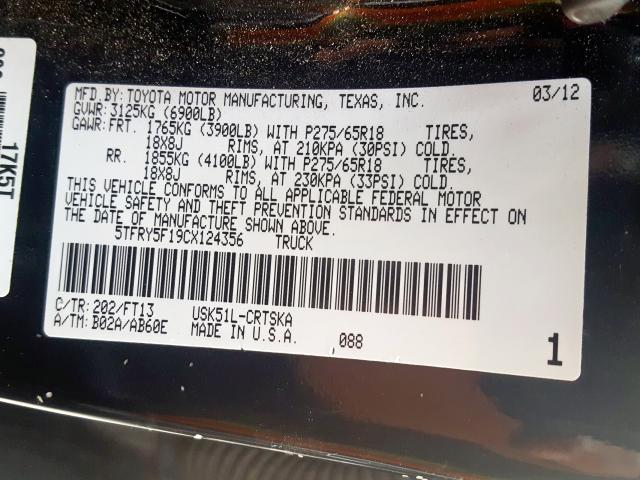 MFD.BY: TOYOTA MOTOR MANUFACTURING, TEXAS, INC. 03/12
GVWR: 3125KG (6900LB)
GAWR: FRT. 1765KG (3900LB) WITH P275/65R18 TIRES,
18X8J RIMS, AT 210KPA (30PSI) COLD.
RR. 1855KG (4100LB) WITH P275/65R18 TIRES,
18X8J RIMS, AT 230KPA (33PSI) COLD.
THIS VEHICLE CONFORMS TO ALL APPLICABLE FEDERAL MOTOR
VEHICLE SAFETY AND THEFT PREVENTION STANDARDS IN EFFECT ON
THE DATE OF MANUFACTURE SHOWN ABOVE.
5TFRY5F19CX124356 TRUCK
C/TR: 202/FT13 USK51L-CRTSKA
A/TM: B02A/AB60E MADE IN U.S.A. 088 1
17K5T